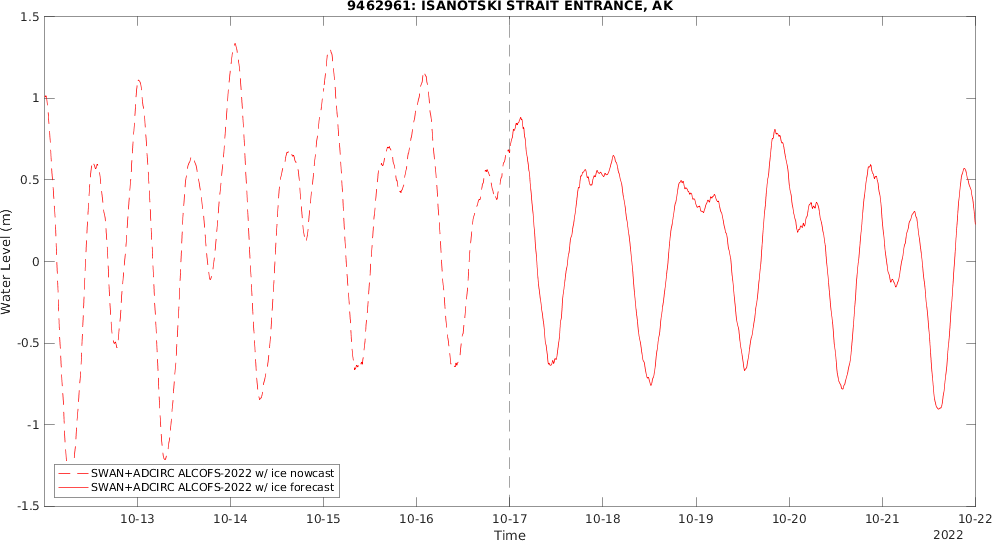 9462961: ISANOTSKI STRAIT ENTRANCE, AK
1.5
1
0.5
0
-0.5
-1
-1.5
Water Level (m)
SWAN+ADCIRC ALCOFS-2022 w/ ice nowcast
SWAN+ADCIRC ALCOFS-2022 w/ ice forecast
10-13 10-14 10-15 10-16 10-17 10-18 10-19 10-20 10-21 10-22
Time
2022